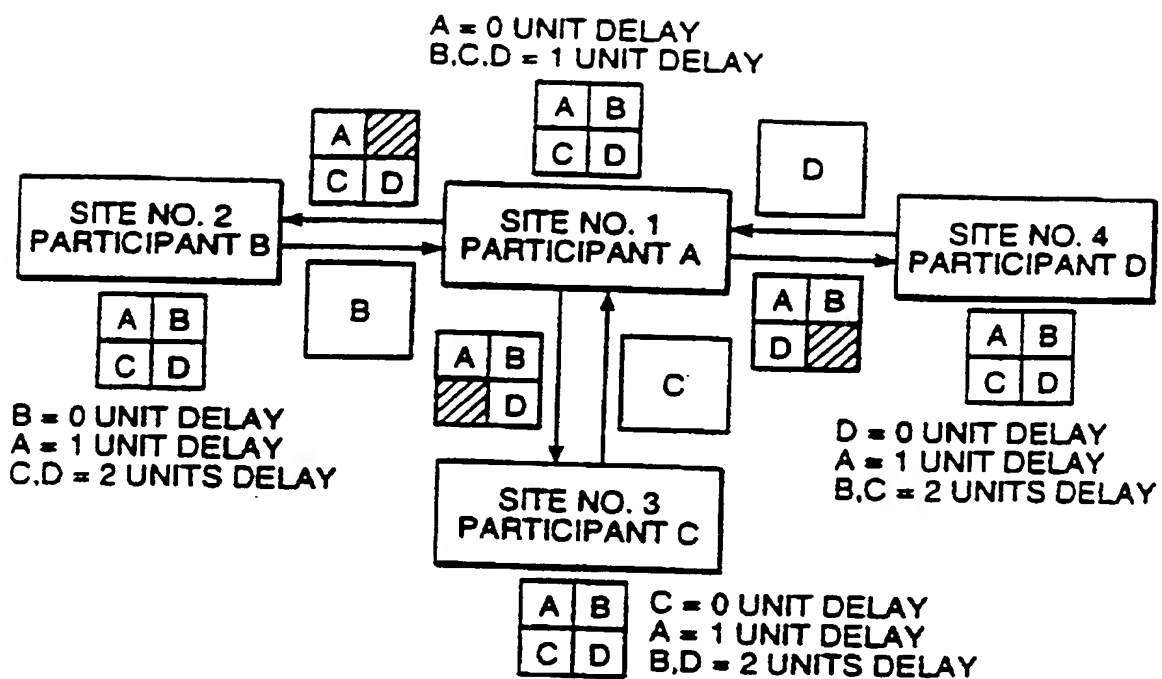 A = 0 UNIT DELAY
B,C,D = 1 UNIT DELAY
A B
C D
A
C D
D
SITE NO. 2
PARTICIPANT B
SITE NO. 1
PARTICIPANT A
SITE NO. 4
PARTICIPANT D
B
A B
C D
A B
D
C
A B
D
A B
C D
B = 0 UNIT DELAY
A = 1 UNIT DELAY
C,D = 2 UNITS DELAY
D = 0 UNIT DELAY
A = 1 UNIT DELAY
B,C = 2 UNITS DELAY
SITE NO. 3
PARTICIPANT C
A B
C D
C = 0 UNIT DELAY
A = 1 UNIT DELAY
B,D = 2 UNITS DELAY